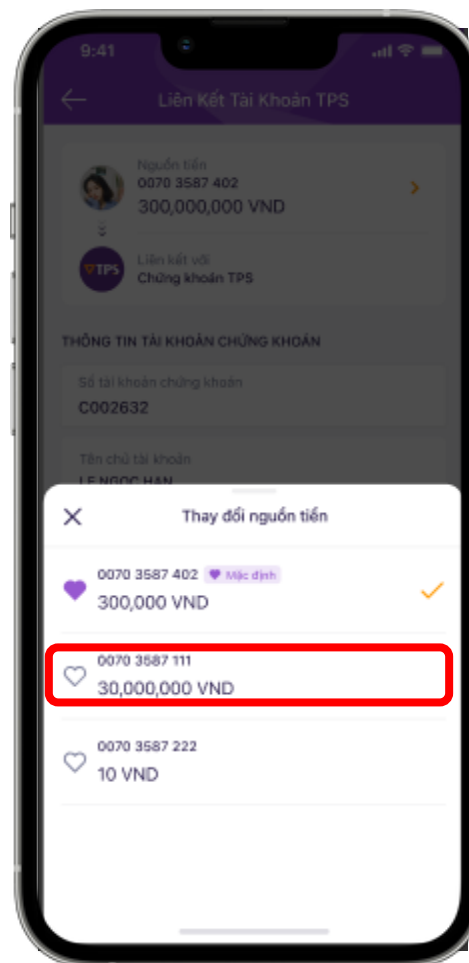 9:41
Liên Kết Tài Khoản TPS
Nguồn tiền
0070 3587 402
300,000,000 VND
Liên kết với
TPS
Chứng khoán TPS
THÔNG TIN TÀI KHOẢN CHỨNG KHOÁN
Số tài khoản chứng khoán
C002632
Tên chủ tài khoản
LE NGOC HAN
Thay đổi nguồn tiền
0070 3587 402 Mặc định
300,000 VND
0070 3587 111
30,000,000 VND
0070 3587 222
10 VND